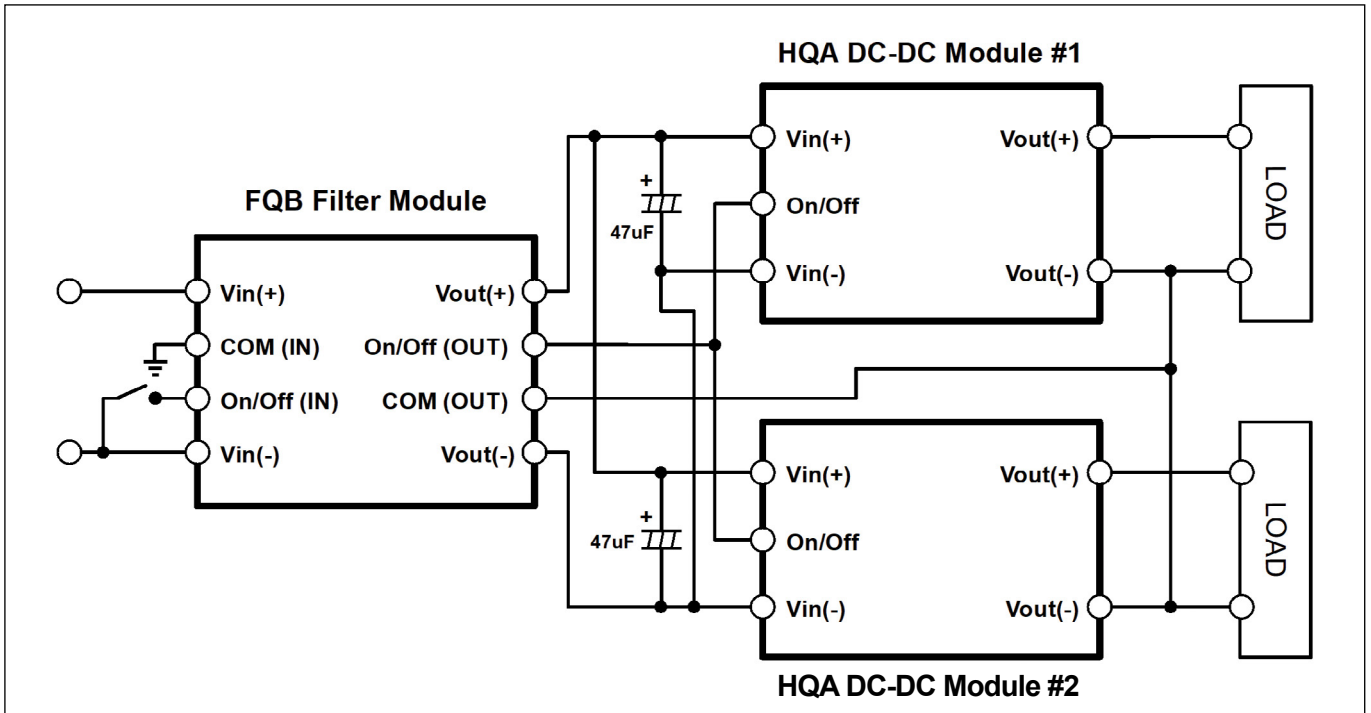 HQA DC-DC Module #1
Vin(+) Vout(+)
On/Off
Vin(-) Vout(-)
LOAD
+
47uF
FQB Filter Module
Vin(+) Vout(+)
COM (IN) On/Off (OUT)
On/Off (IN) COM (OUT)
Vin(-) Vout(-)
+
47uF
Vin(+) Vout(+)
On/Off
Vin(-) Vout(-)
LOAD
HQA DC-DC Module #2